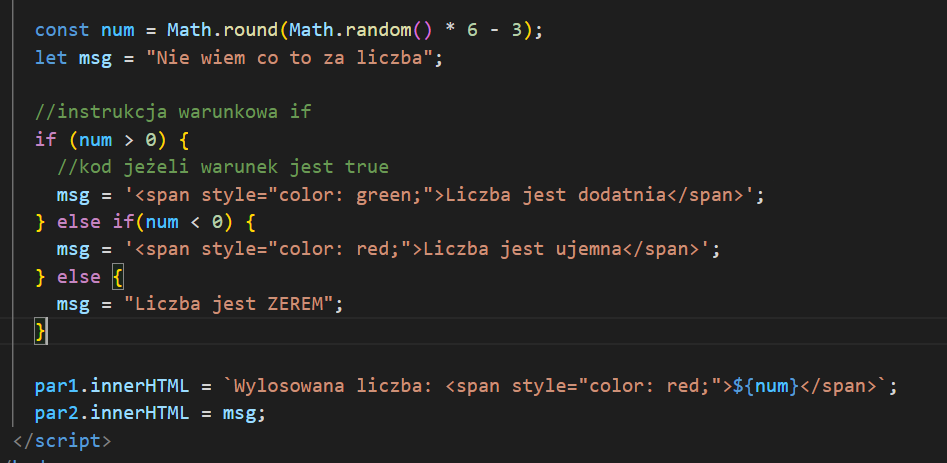 const num = Math.round(Math.random() * 6 - 3);
let msg = "Nie wiem co to za liczba";
//instrukcja warunkowa if
if (num > 0) {
//kod jeżeli warunek jest true
msg = '<span style="color: green;">Liczba jest dodatnia</span>';
} else if(num < 0) {
msg = '<span style="color: red;">Liczba jest ujemna</span>';
} else {
msg = "Liczba jest ZEREM";
}
par1.innerHTML = `Wylosowana liczba: <span style="color: red;">${num}</span>`;
par2.innerHTML = msg;
</script>